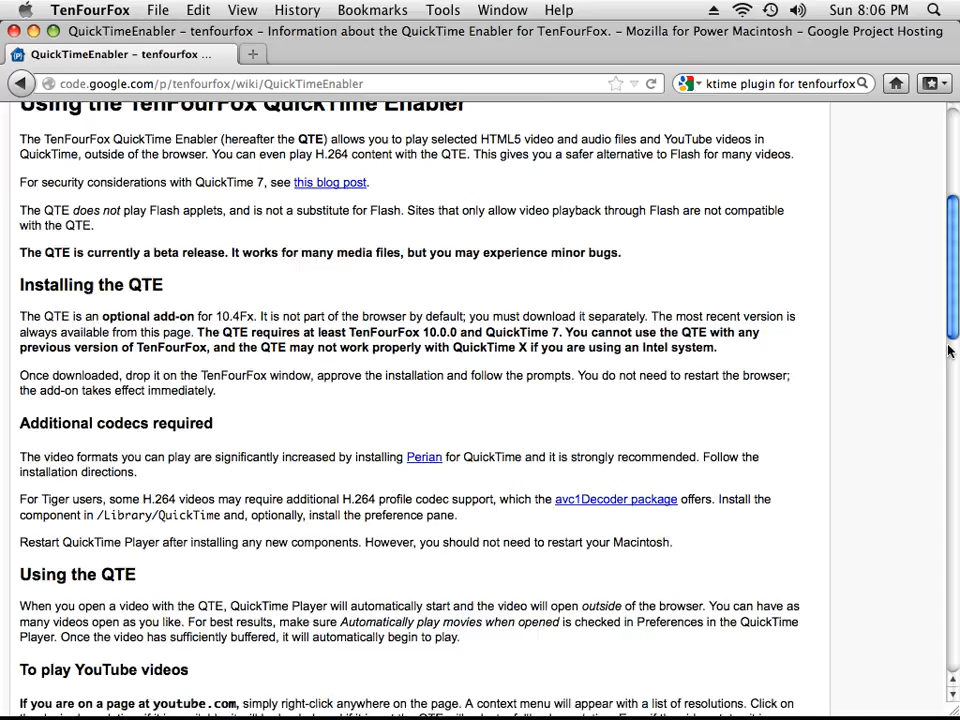 TenFourFox File Edit View History Bookmarks Tools Window Help Sun 8:06 PM
QuickTimeEnabler - tenfourfox - Information about the QuickTime Enabler for TenFourFox. - Mozilla for Power Macintosh - Google Project Hosting
QuickTimeEnabler - tenfourfox ...
code.google.com/p/tenfourfox/wiki/QuickTimeEnabler ktime plugin for tenfourfox
Using the TenFourFox QuickTime Enabler
The TenFourFox QuickTime Enabler (hereafter the QTE) allows you to play selected HTML5 video and audio files and YouTube videos in
QuickTime, outside of the browser. You can even play H.264 content with the QTE. This gives you a safer alternative to Flash for many videos.
For security considerations with QuickTime 7, see this blog post.
The QTE does not play Flash applets, and is not a substitute for Flash. Sites that only allow video playback through Flash are not compatible
with the QTE.
The QTE is currently a beta release. It works for many media files, but you may experience minor bugs.
Installing the QTE
The QTE is an optional add-on for 10.4Fx. It is not part of the browser by default; you must download it separately. The most recent version is
always available from this page. The QTE requires at least TenFourFox 10.0.0 and QuickTime 7. You cannot use the QTE with any
previous version of TenFourFox, and the QTE may not work properly with QuickTime X if you are using an Intel system.
Once downloaded, drop it on the TenFourFox window, approve the installation and follow the prompts. You do not need to restart the browser;
the add-on takes effect immediately.
Additional codecs required
The video formats you can play are significantly increased by installing Perian for QuickTime and it is strongly recommended. Follow the
installation directions.
For Tiger users, some H.264 videos may require additional H.264 profile codec support, which the avc1Decoder package offers. Install the
component in /Library/QuickTime and, optionally, install the preference pane.
Restart QuickTime Player after installing any new components. However, you should not need to restart your Macintosh.
Using the QTE
When you open a video with the QTE, QuickTime Player will automatically start and the video will open outside of the browser. You can have as
many videos open as you like. For best results, make sure Automatically play movies when opened is checked in Preferences in the QuickTime
Player. Once the video has sufficiently buffered, it will automatically begin to play.
To play YouTube videos
If you are on a page at youtube.com, simply right-click anywhere on the page. A context menu will appear with a list of resolutions. Click on